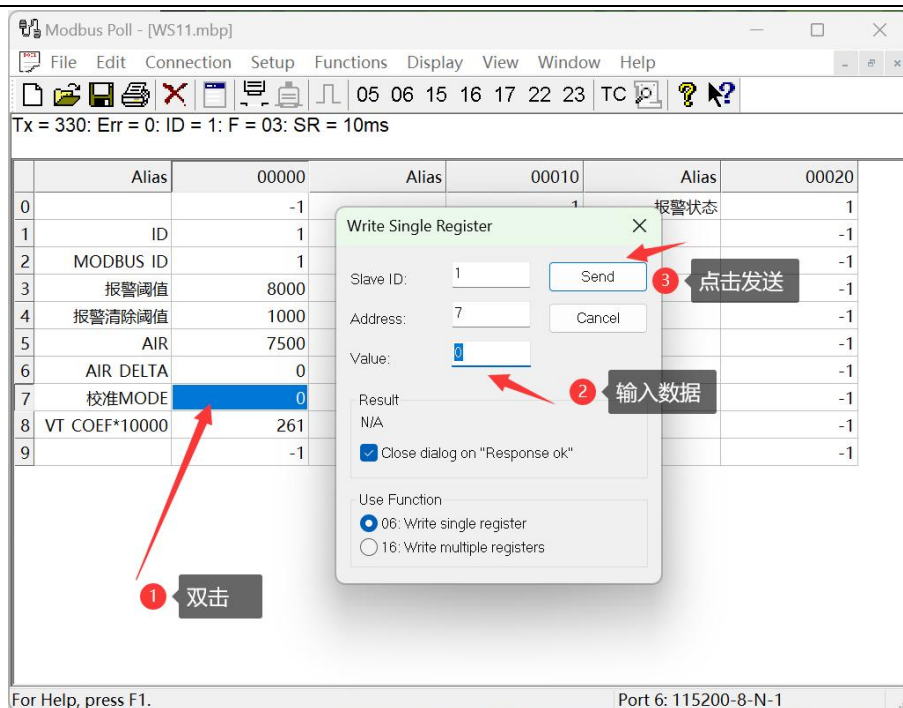 Modbus Poll - [WS11.mbp]
File Edit Connection Setup Functions Display View Window Help
05 06 15 16 17 22 23 TC
Tx = 330: Err = 0: ID = 1: F = 03: SR = 10ms
Alias 00000 Alias 00010 Alias 00020
0 -1 1 报警状态 1
1 ID 1 -1
2 MODBUS ID 1 -1
3 报警阈值 8000 -1
4 报警清除阈值 1000 -1
5 AIR 7500 -1
6 AIR DELTA 0 -1
7 校准MODE 0 -1
8 VT COEF*10000 261 -1
9 -1 -1
Write Single Register
Slave ID: 1 Send
3 点击发送
Address: 7 Cancel
Value: 0
2 输入数据
Result
N/A
Close dialog on "Response ok"
Use Function
06: Write single register
16: Write multiple registers
1 双击
For Help, press F1. Port 6: 115200-8-N-1